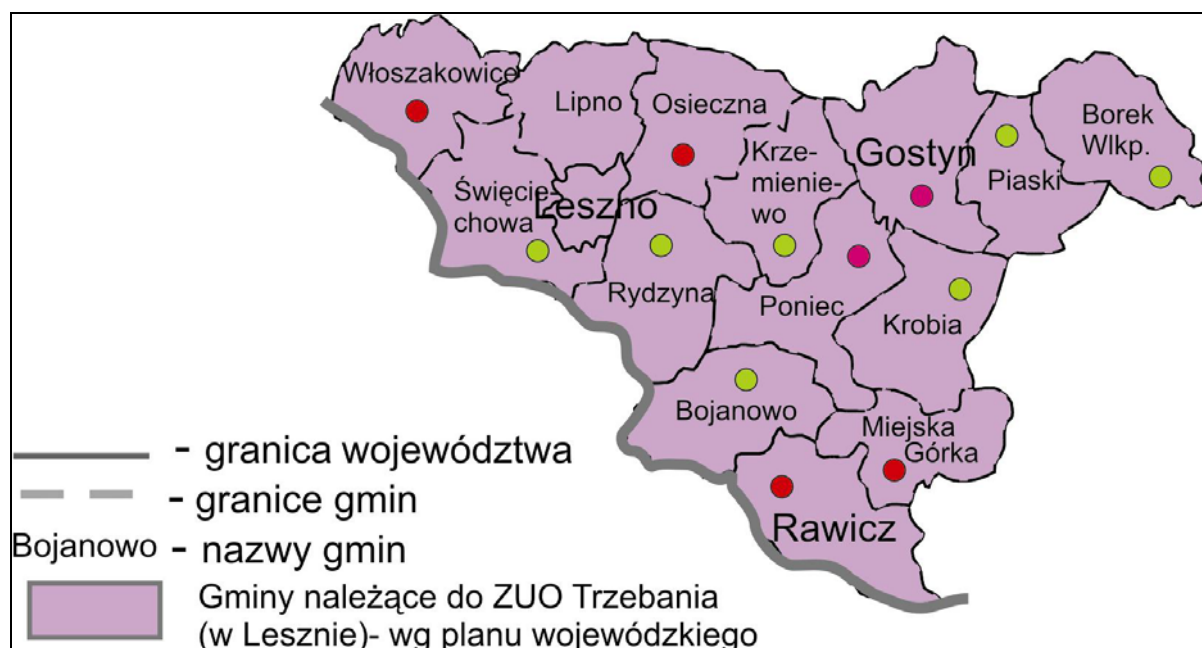 Włoszakowice
Lipno
Osieczna
Krze-
mienie-
wo
Gostyn
Piaski
Borek
Wlkp.
Święcie-
chowa
Leszno
Rydzyna
Poniec
Krobia
Bojanowo
Miejska
Górka
Rawicz
- granica województwa
- granice gmin
Bojanowo - nazwy gmin
Gminy należące do ZUO Trzebania
(w Lesznie)- wg planu wojewódzkiego